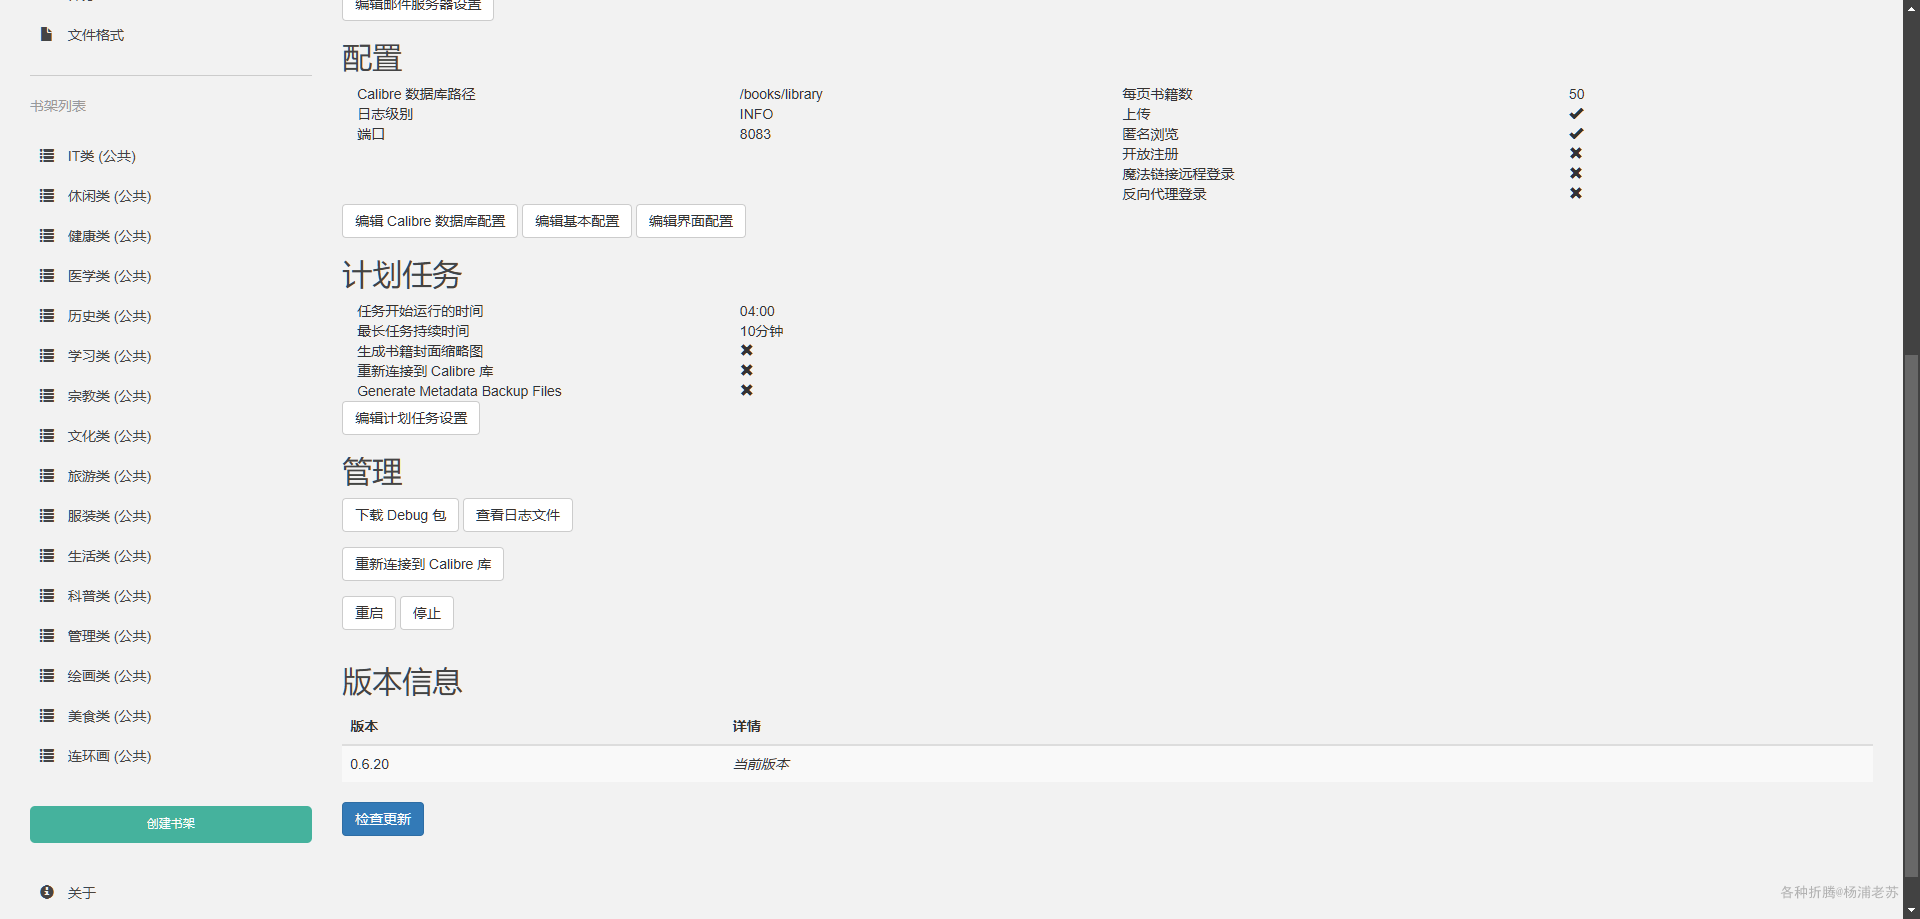 文件格式
书架列表
IT类 (公共)
休闲类 (公共)
健康类 (公共)
医学类 (公共)
历史类 (公共)
学习类 (公共)
宗教类 (公共)
文化类 (公共)
旅游类 (公共)
服装类 (公共)
生活类 (公共)
科普类 (公共)
管理类 (公共)
绘画类 (公共)
美食类 (公共)
连环画 (公共)
创建书架
关于
编辑邮件服务器设置
配置
Calibre 数据库路径 /books/library
日志级别 INFO
端口 8083
每页书籍数 50
上传 ✔
匿名浏览 ✔
开放注册 ✖
魔法链接远程登录 ✖
反向代理登录 ✖
编辑 Calibre 数据库配置 编辑基本配置 编辑界面配置
计划任务
任务开始运行的时间 04:00
最长任务持续时间 10分钟
生成书籍封面缩略图 ✖
重新连接到 Calibre 库 ✖
Generate Metadata Backup Files ✖
编辑计划任务设置
管理
下载 Debug 包 查看日志文件
重新连接到 Calibre 库
重启 停止
版本信息
版本 详情
0.6.20 当前版本
检查更新
各种折腾@杨浦老苏